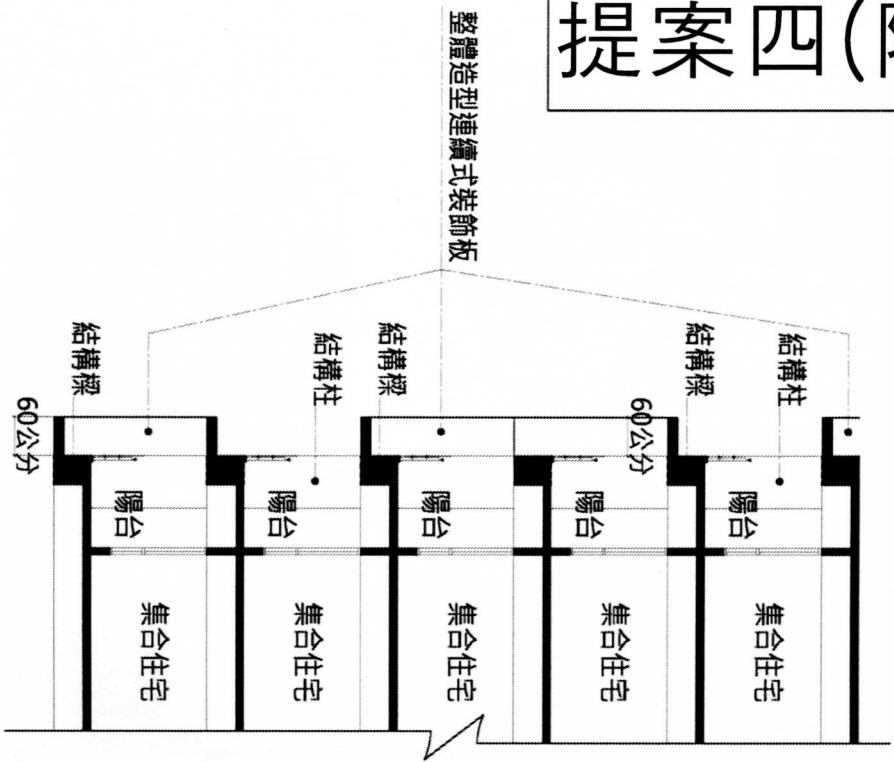 提案四(
整體造型連續式裝飾板
結構樑
結構柱
結構樑
結構樑
結構柱
60公分
60公分
陽台
陽台
陽台
陽台
陽台
集合住宅
集合住宅
集合住宅
集合住宅
集合住宅